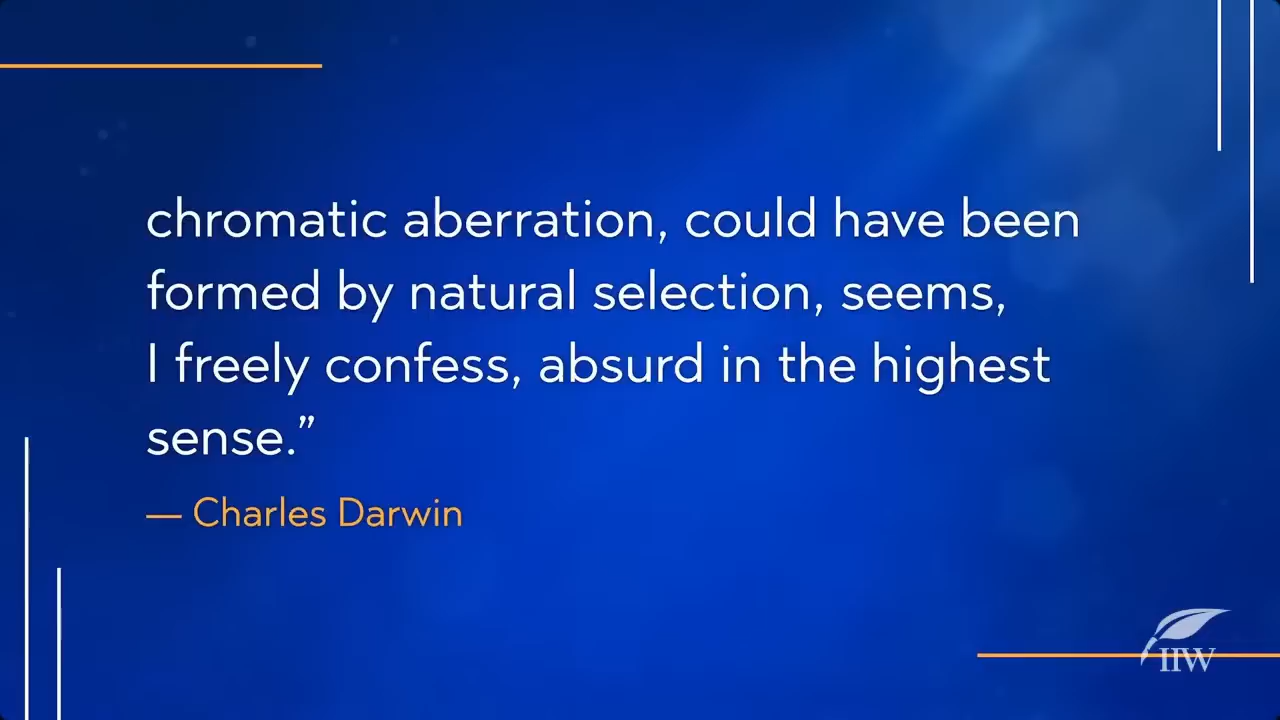 chromatic aberration, could have been
formed by natural selection, seems,
I freely confess, absurd in the highest
sense.”
— Charles Darwin
IIW